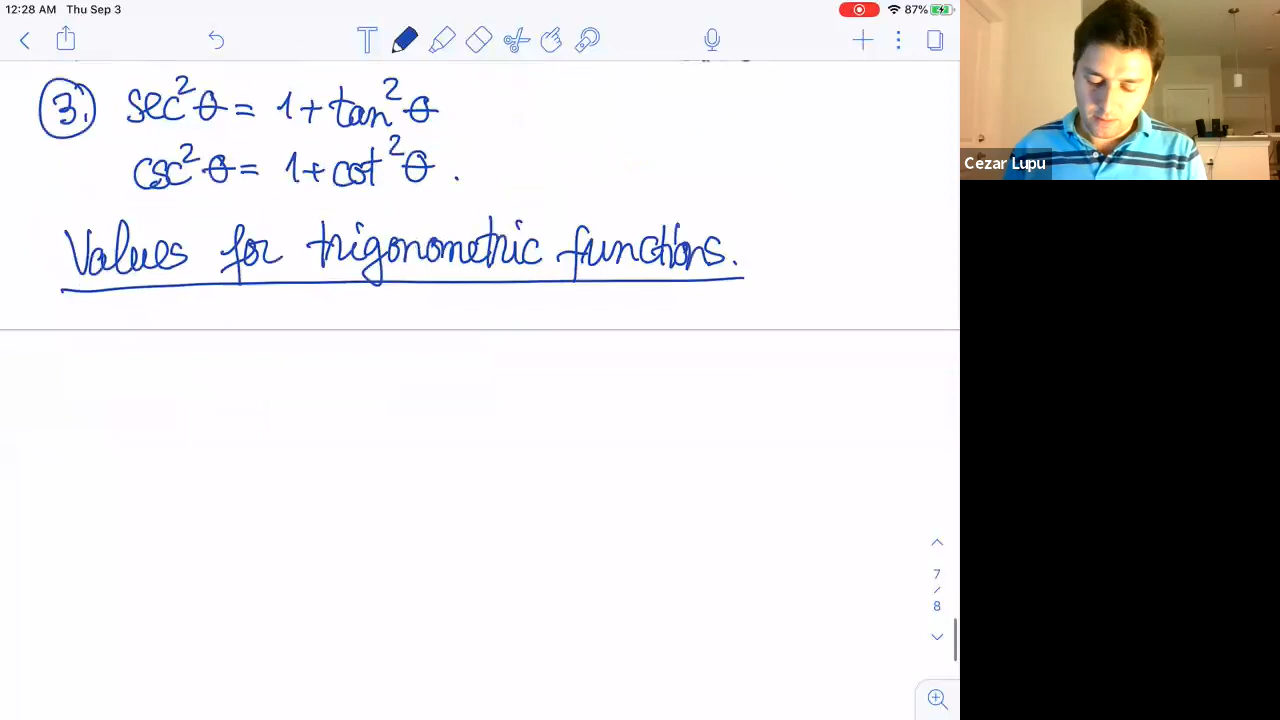 12:28 AM Thu Sep 3
87%
T
3. sec²θ = 1 + tan²θ
csc²θ = 1 + cot²θ.
Cezar Lupu
Values for trigonometric functions.
7
/
8